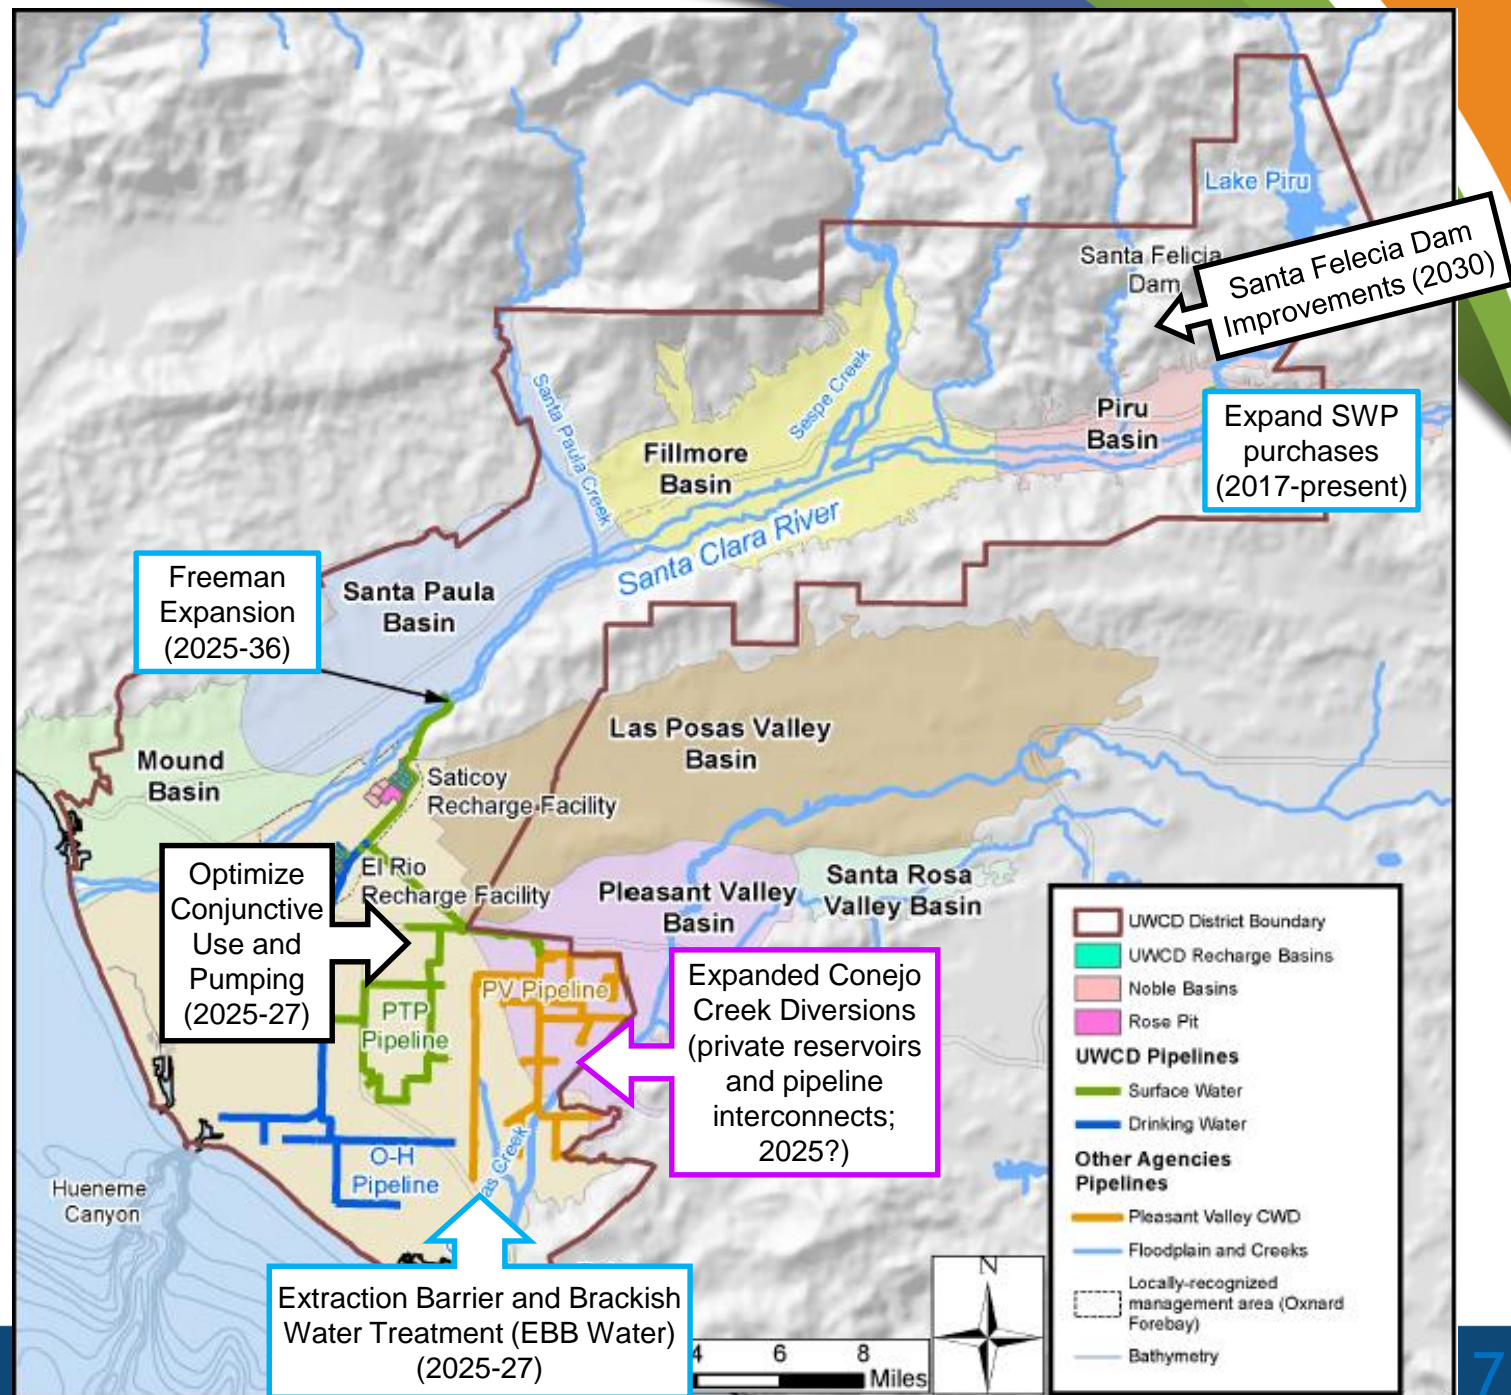 Lake Piru
Santa Felicia
Dam
Santa Felecia Dam
Improvements (2030)
Santa Paula Creek
Sespe Creek
Piru
Basin
Expand SWP
purchases
(2017-present)
Fillmore
Basin
Santa Clara River
Freeman
Expansion
(2025-36)
Santa Paula
Basin
Las Posas Valley
Basin
Mound
Basin
Saticoy
Recharge Facility
El Rio
Recharge Facility
Optimize
Conjunctive
Use and
Pumping
(2025-27)
Pleasant Valley
Basin
Santa Rosa
Valley Basin
PV Pipeline
PTP
Pipeline
Expanded Conejo
Creek Diversions
(private reservoirs
and pipeline
interconnects;
2025?)
O-H
Pipeline
as Creek
Hueneme
Canyon
Extraction Barrier and Brackish
Water Treatment (EBB Water)
(2025-27)
UWCD District Boundary
UWCD Recharge Basins
Noble Basins
Rose Pit
UWCD Pipelines
Surface Water
Drinking Water
Other Agencies
Pipelines
Pleasant Valley CWD
Floodplain and Creeks
Locally-recognized
management area (Oxnard
Forebay)
Bathymetry
N
4 6 8
Miles
7